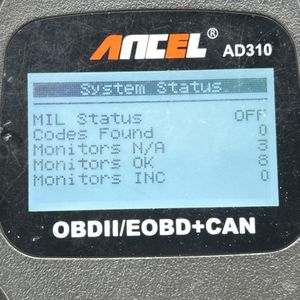 ANCEL®
AD310
System Status
MIL Status OFF
Codes Found 0
Monitors N/A 3
Monitors OK 8
Monitors INC 0
OBDII/EOBD+CAN